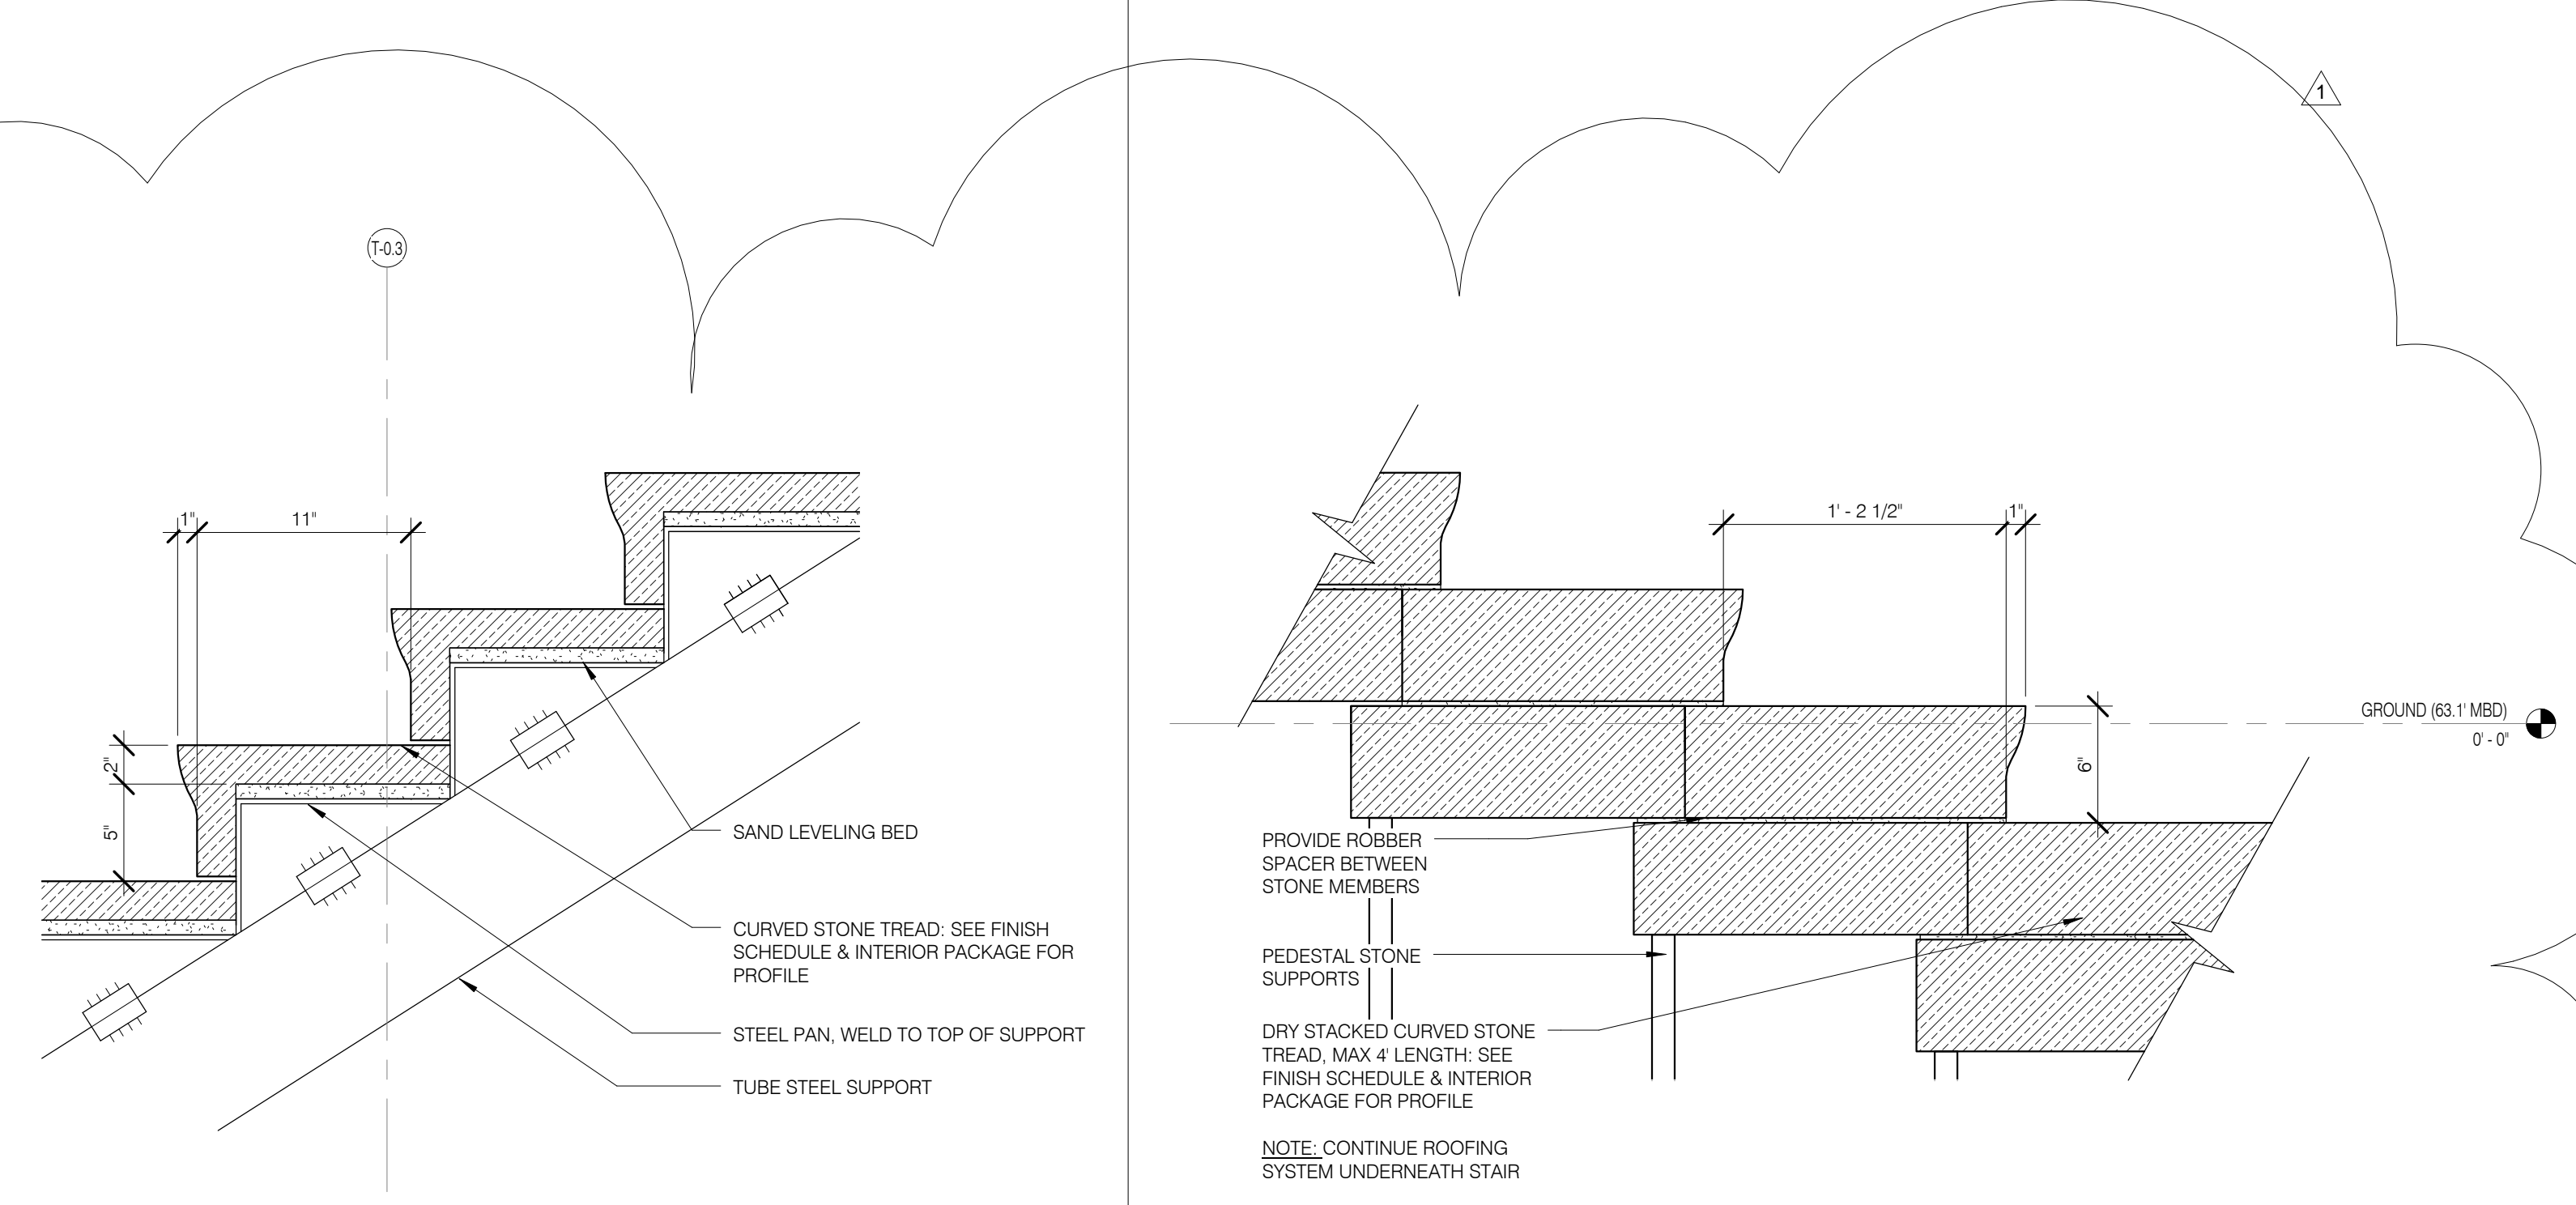 T-0.3
1"
11"
2"
5"
SAND LEVELING BED
CURVED STONE TREAD: SEE FINISH
SCHEDULE & INTERIOR PACKAGE FOR
PROFILE
STEEL PAN, WELD TO TOP OF SUPPORT
TUBE STEEL SUPPORT
1
1' - 2 1/2"
1"
GROUND (63.1' MBD)
0' - 0"
6"
PROVIDE ROBBER
SPACER BETWEEN
STONE MEMBERS
PEDESTAL STONE
SUPPORTS
DRY STACKED CURVED STONE
TREAD, MAX 4' LENGTH: SEE
FINISH SCHEDULE & INTERIOR
PACKAGE FOR PROFILE
NOTE: CONTINUE ROOFING
SYSTEM UNDERNEATH STAIR